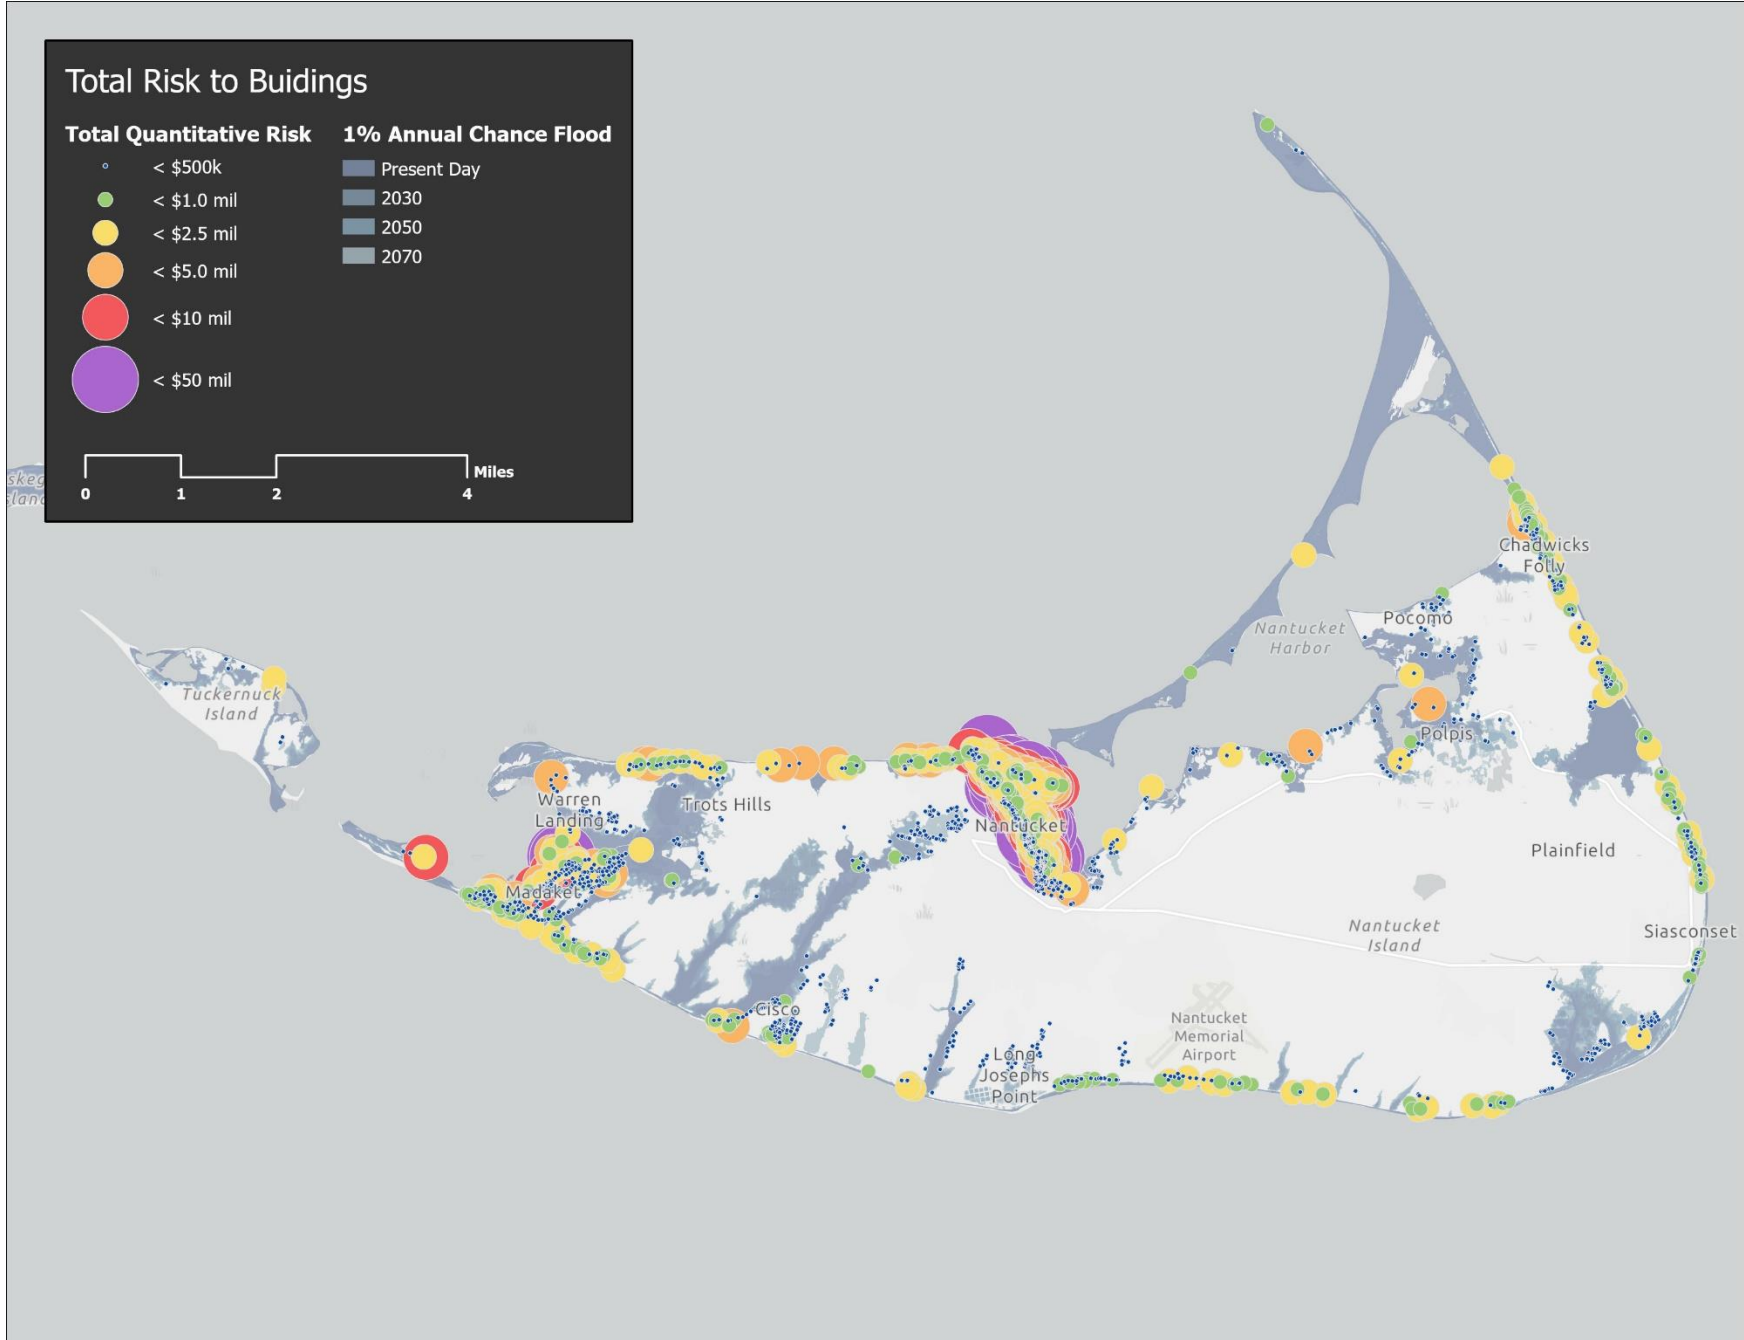 Total Risk to Buidings
Total Quantitative Risk
< $500k
< $1.0 mil
< $2.5 mil
< $5.0 mil
< $10 mil
< $50 mil
1% Annual Chance Flood
Present Day
2030
2050
2070
Miles
0 1 2 4
Chadwicks
Folly
Pocomo
Nantucket
Harbor
Tuckernuck
Island
Polpis
Warren
Landing
Trots Hills
Nantucket
Plainfield
Madaket
Nantucket
Island
Siasconset
Cisco
Nantucket
Memorial
Airport
Long
Josephs
Point